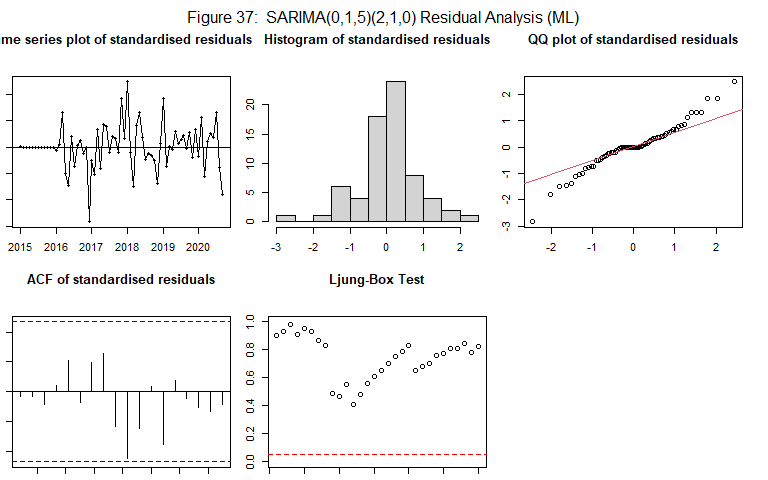 Figure 37: SARIMA(0,1,5)(2,1,0) Residual Analysis (ML)
ime series plot of standardised residuals
2015 2016 2017 2018 2019 2020
Histogram of standardised residuals
20
15
10
5
0
-3 -2 -1 0 1 2
QQ plot of standardised residuals
2
1
0
-1
-2
-3
-2 -1 0 1 2
ACF of standardised residuals
Ljung-Box Test
1.0
0.8
0.6
0.4
0.2
0.0